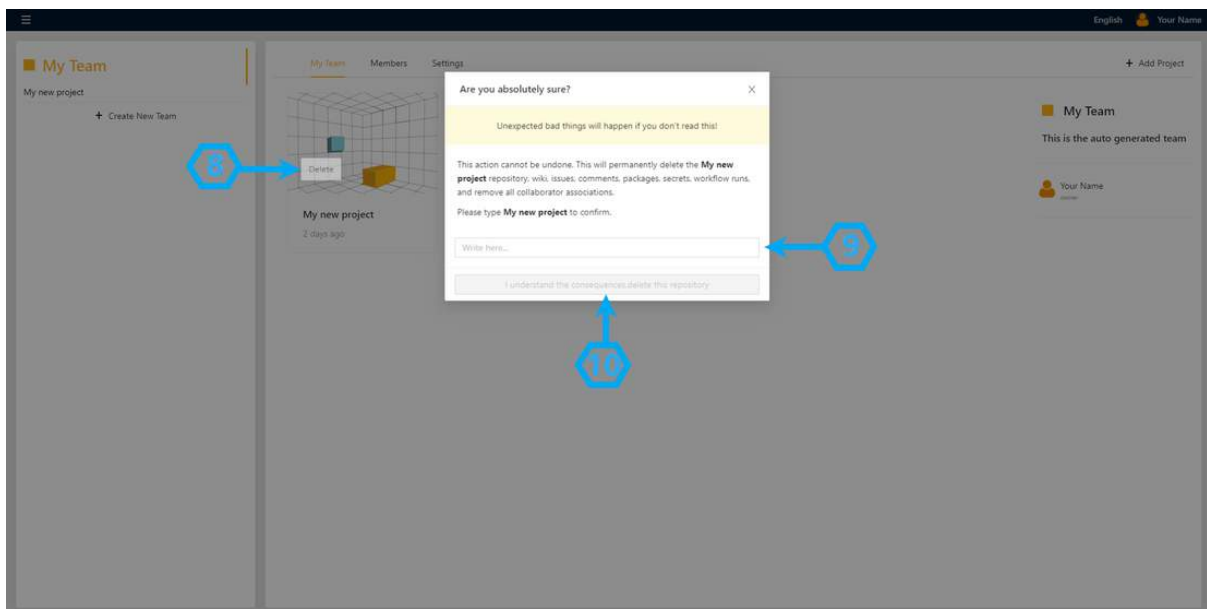 English Your Name
My Team
My new project
+ Create New Team
My Team Members Settings
+ Add Project
8
Delete
My new project
2 days ago
Are you absolutely sure? X
Unexpected bad things will happen if you don't read this!
This action cannot be undone. This will permanently delete the My new
project repository, wiki, issues, comments, packages, secrets, workflow runs,
and remove all collaborator associations.
Please type My new project to confirm.
Write here...
9
I understand the consequences,delete this repository
10
My Team
This is the auto generated team
Your Name
owner